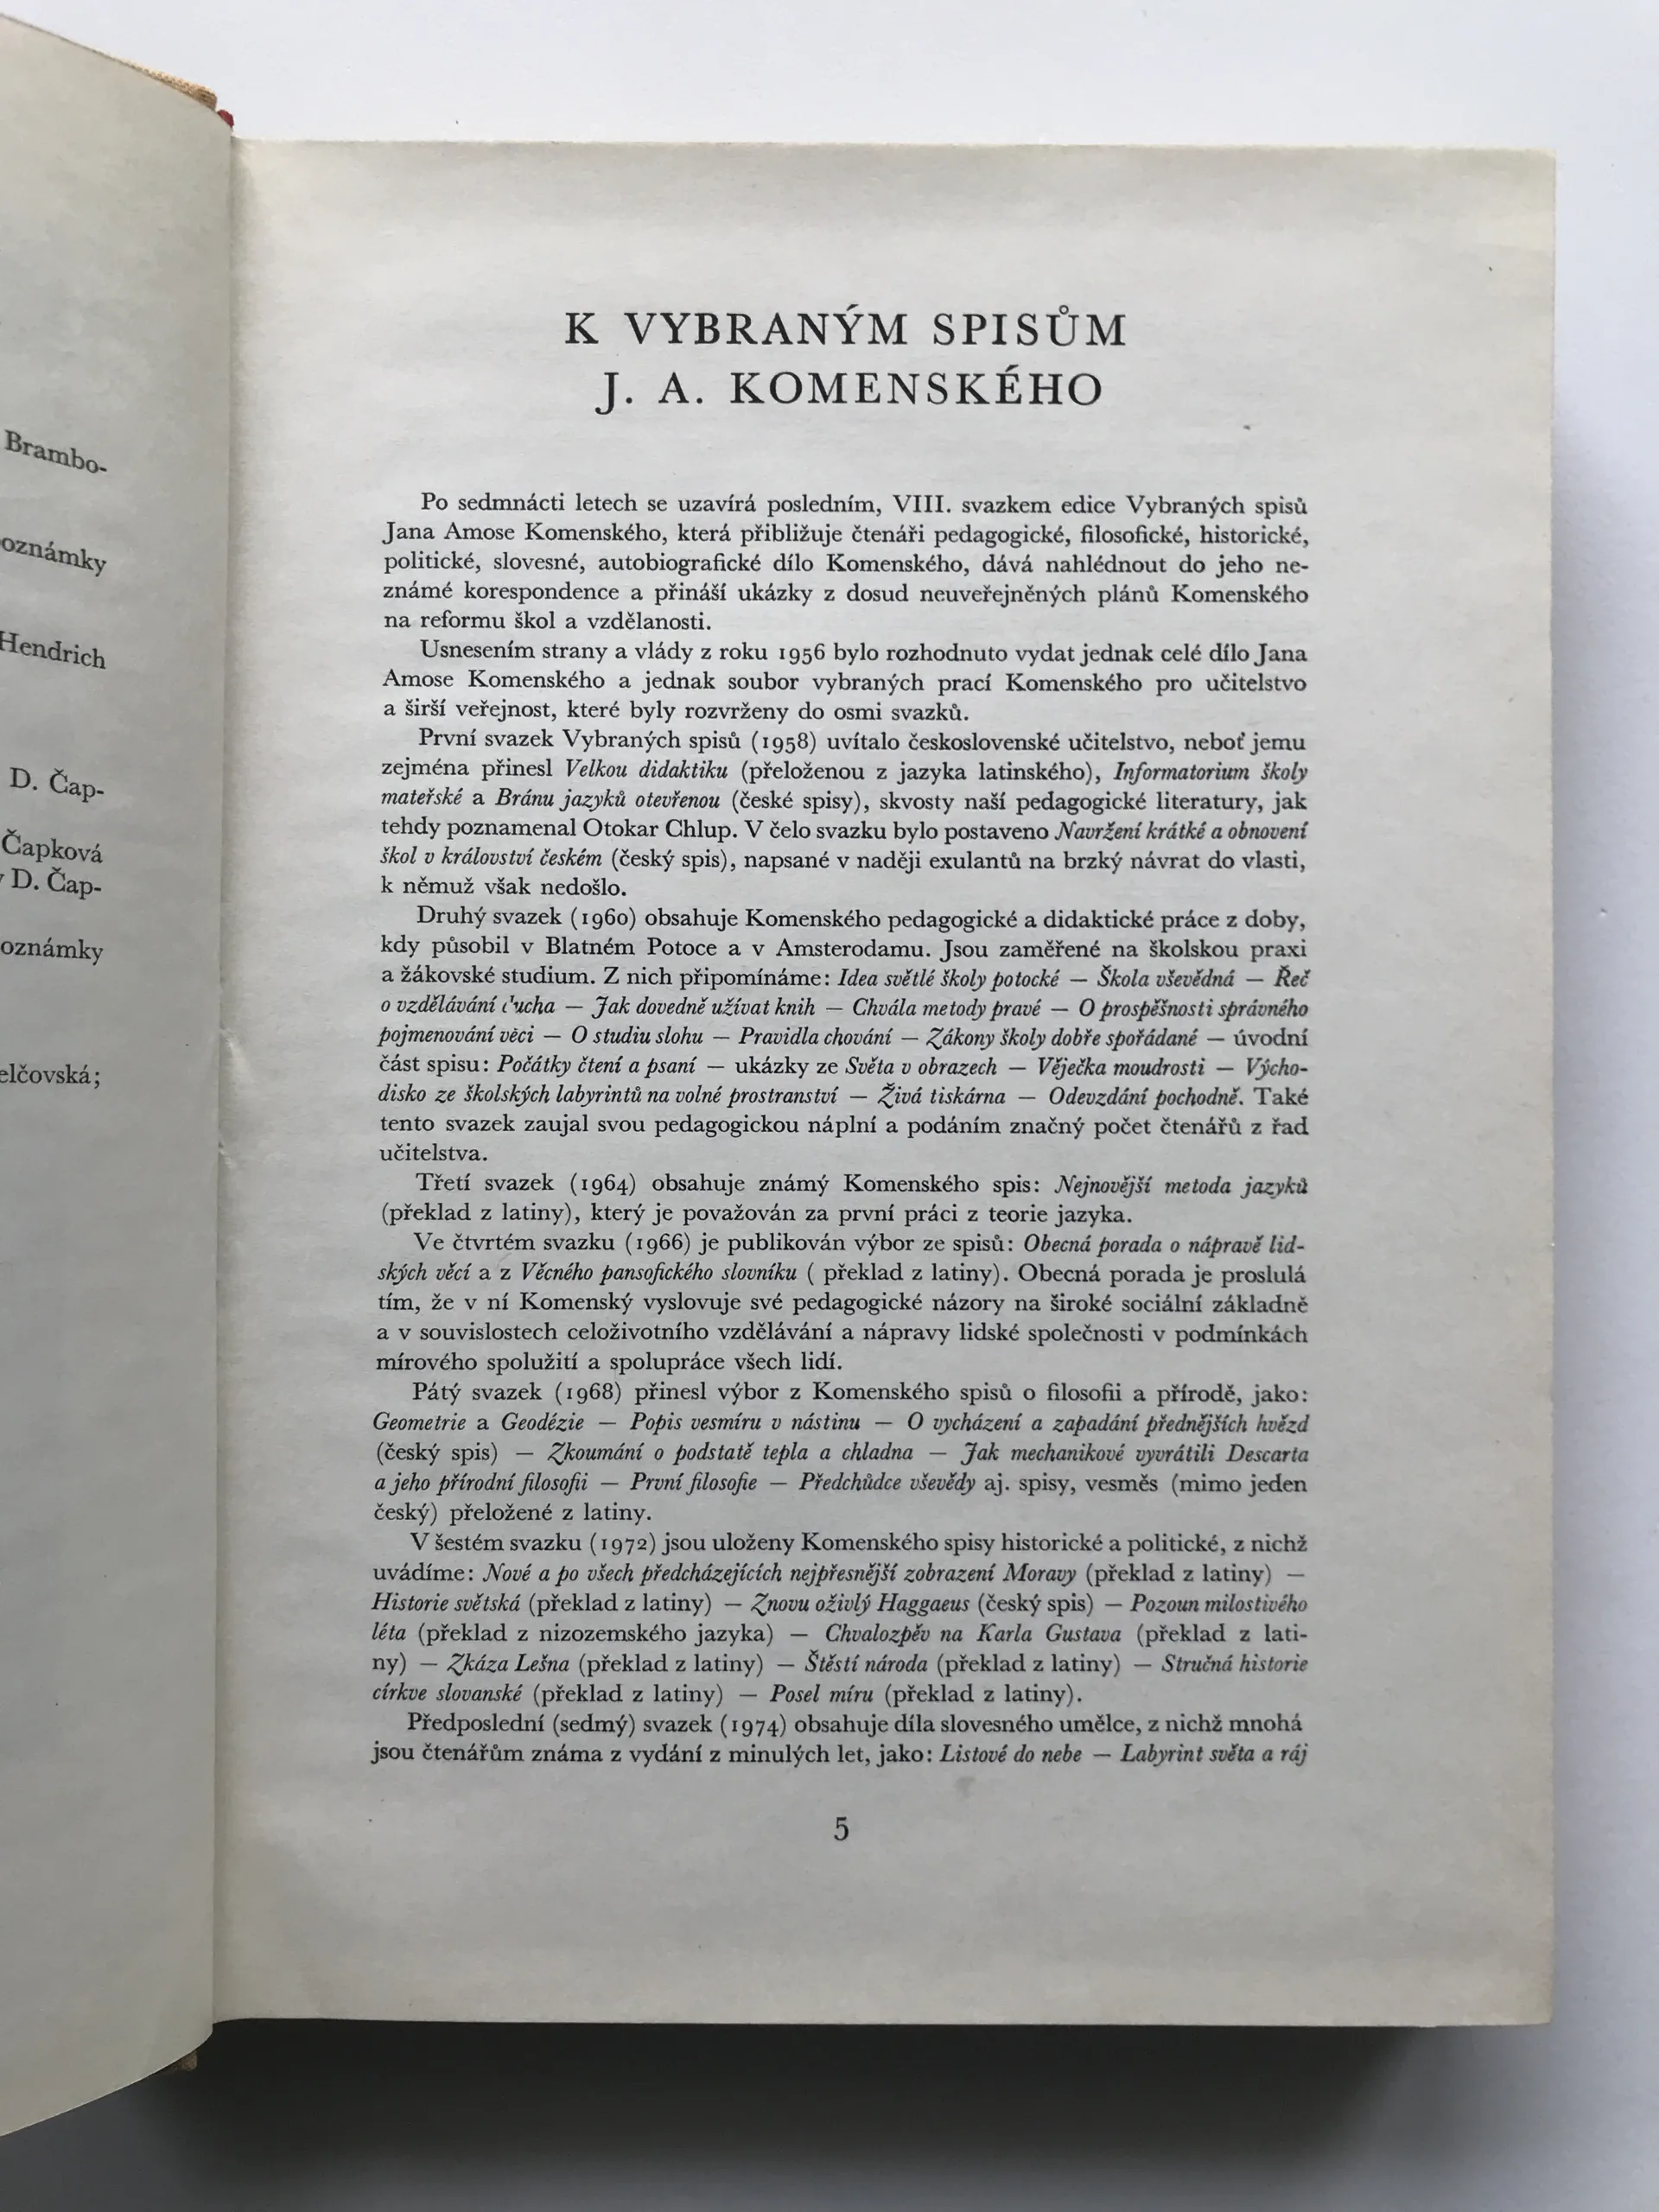 Brambo-
oznámky
Hendrich
D. Čap-
Čapková
D. Čap-
oznámky
elčovská;
K VYBRANÝM SPISŮM
J. A. KOMENSKÉHO
Po sedmnácti letech se uzavírá posledním, VIII. svazkem edice Vybraných spisů
Jana Amose Komenského, která přibližuje čtenáři pedagogické, filosofické, historické,
politické, slovesné, autobiografické dílo Komenského, dává nahlédnout do jeho ne-
známé korespondence a přináší ukázky z dosud neuveřejněných plánů Komenského
na reformu škol a vzdělanosti.
Usnesením strany a vlády z roku 1956 bylo rozhodnuto vydat jednak celé dílo Jana
Amose Komenského a jednak soubor vybraných prací Komenského pro učitelstvo
a širší veřejnost, které byly rozvrženy do osmi svazků.
První svazek Vybraných spisů (1958) uvítalo československé učitelstvo, neboť jemu
zejména přinesl Velkou didaktiku (přeloženou z jazyka latinského), Informatorium školy
mateřské a Bránu jazyků otevřenou (české spisy), skvosty naší pedagogické literatury, jak
tehdy poznamenal Otokar Chlup. V čelo svazku bylo postaveno Navržení krátké a obnovení
škol v království českém (český spis), napsané v naději exulantů na brzký návrat do vlasti,
k němuž však nedošlo.
Druhý svazek (1960) obsahuje Komenského pedagogické a didaktické práce z doby,
kdy působil v Blatném Potoce a v Amsterodamu. Jsou zaměřené na školskou praxi
a žákovské studium. Z nich připomínáme: Idea světlé školy potocké — Škola vševědná — Řeč
o vzdělávání ducha — Jak dovedně užívat knih — Chvála metody pravé — O prospěšnosti správného
pojmenování věci — O studiu slohu — Pravidla chování — Zákony školy dobře spořádané — úvodní
část spisu: Počátky čtení a psaní — ukázky ze Světa v obrazech — Věječka moudrosti — Výcho-
disko ze školských labyrintů na volné prostranství — Živá tiskárna — Odevzdání pochodně. Také
tento svazek zaujal svou pedagogickou náplní a podáním značný počet čtenářů z řad
učitelstva.
Třetí svazek (1964) obsahuje známý Komenského spis: Nejnovější metoda jazyků
(překlad z latiny), který je považován za první práci z teorie jazyka.
Ve čtvrtém svazku (1966) je publikován výbor ze spisů: Obecná porada o nápravě lid-
ských věcí a z Věcného pansofického slovníku ( překlad z latiny). Obecná porada je proslulá
tím, že v ní Komenský vyslovuje své pedagogické názory na široké sociální základně
a v souvislostech celoživotního vzdělávání a nápravy lidské společnosti v podmínkách
mírového spolužití a spolupráce všech lidí.
Pátý svazek (1968) přinesl výbor z Komenského spisů o filosofii a přírodě, jako:
Geometrie a Geodézie — Popis vesmíru v nástinu — O vycházení a zapadání přednějších hvězd
(český spis) — Zkoumání o podstatě tepla a chladna — Jak mechanikové vyvrátili Descarta
a jeho přírodní filosofii — První filosofie — Předchůdce vševědy aj. spisy, vesměs (mimo jeden
český) přeložené z latiny.
V šestém svazku (1972) jsou uloženy Komenského spisy historické a politické, z nichž
uvádíme: Nové a po všech předcházejících nejpřesnější zobrazení Moravy (překlad z latiny) —
Historie světská (překlad z latiny) — Znovu oživlý Haggaeus (český spis) — Pozoun milostivého
léta (překlad z nizozemského jazyka) — Chvalozpěv na Karla Gustava (překlad z lati-
ny) — Zkáza Lešna (překlad z latiny) — Štěstí národa (překlad z latiny) — Stručná historie
církve slovanské (překlad z latiny) — Posel míru (překlad z latiny).
Předposlední (sedmý) svazek (1974) obsahuje díla slovesného umělce, z nichž mnohá
jsou čtenářům známa z vydání z minulých let, jako: Listové do nebe — Labyrint světa a ráj
5